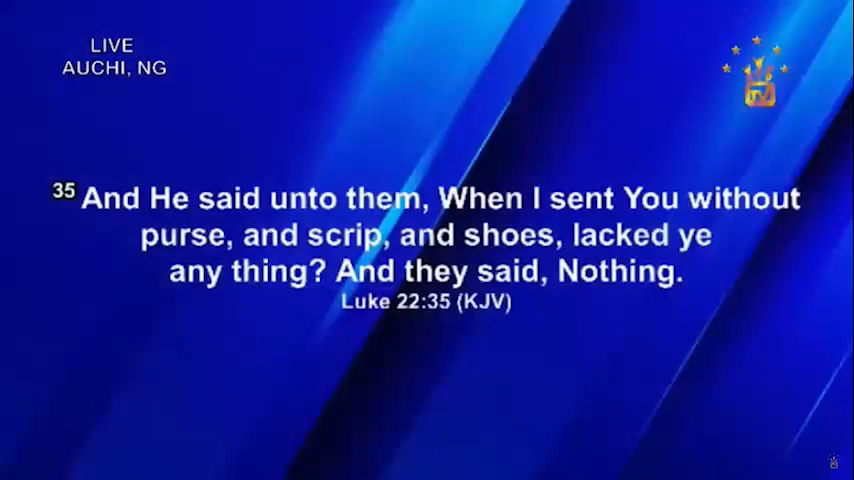 LIVE
AUCHI, NG
TV
35 And He said unto them, When I sent You without
purse, and scrip, and shoes, lacked ye
any thing? And they said, Nothing.
Luke 22:35 (KJV)